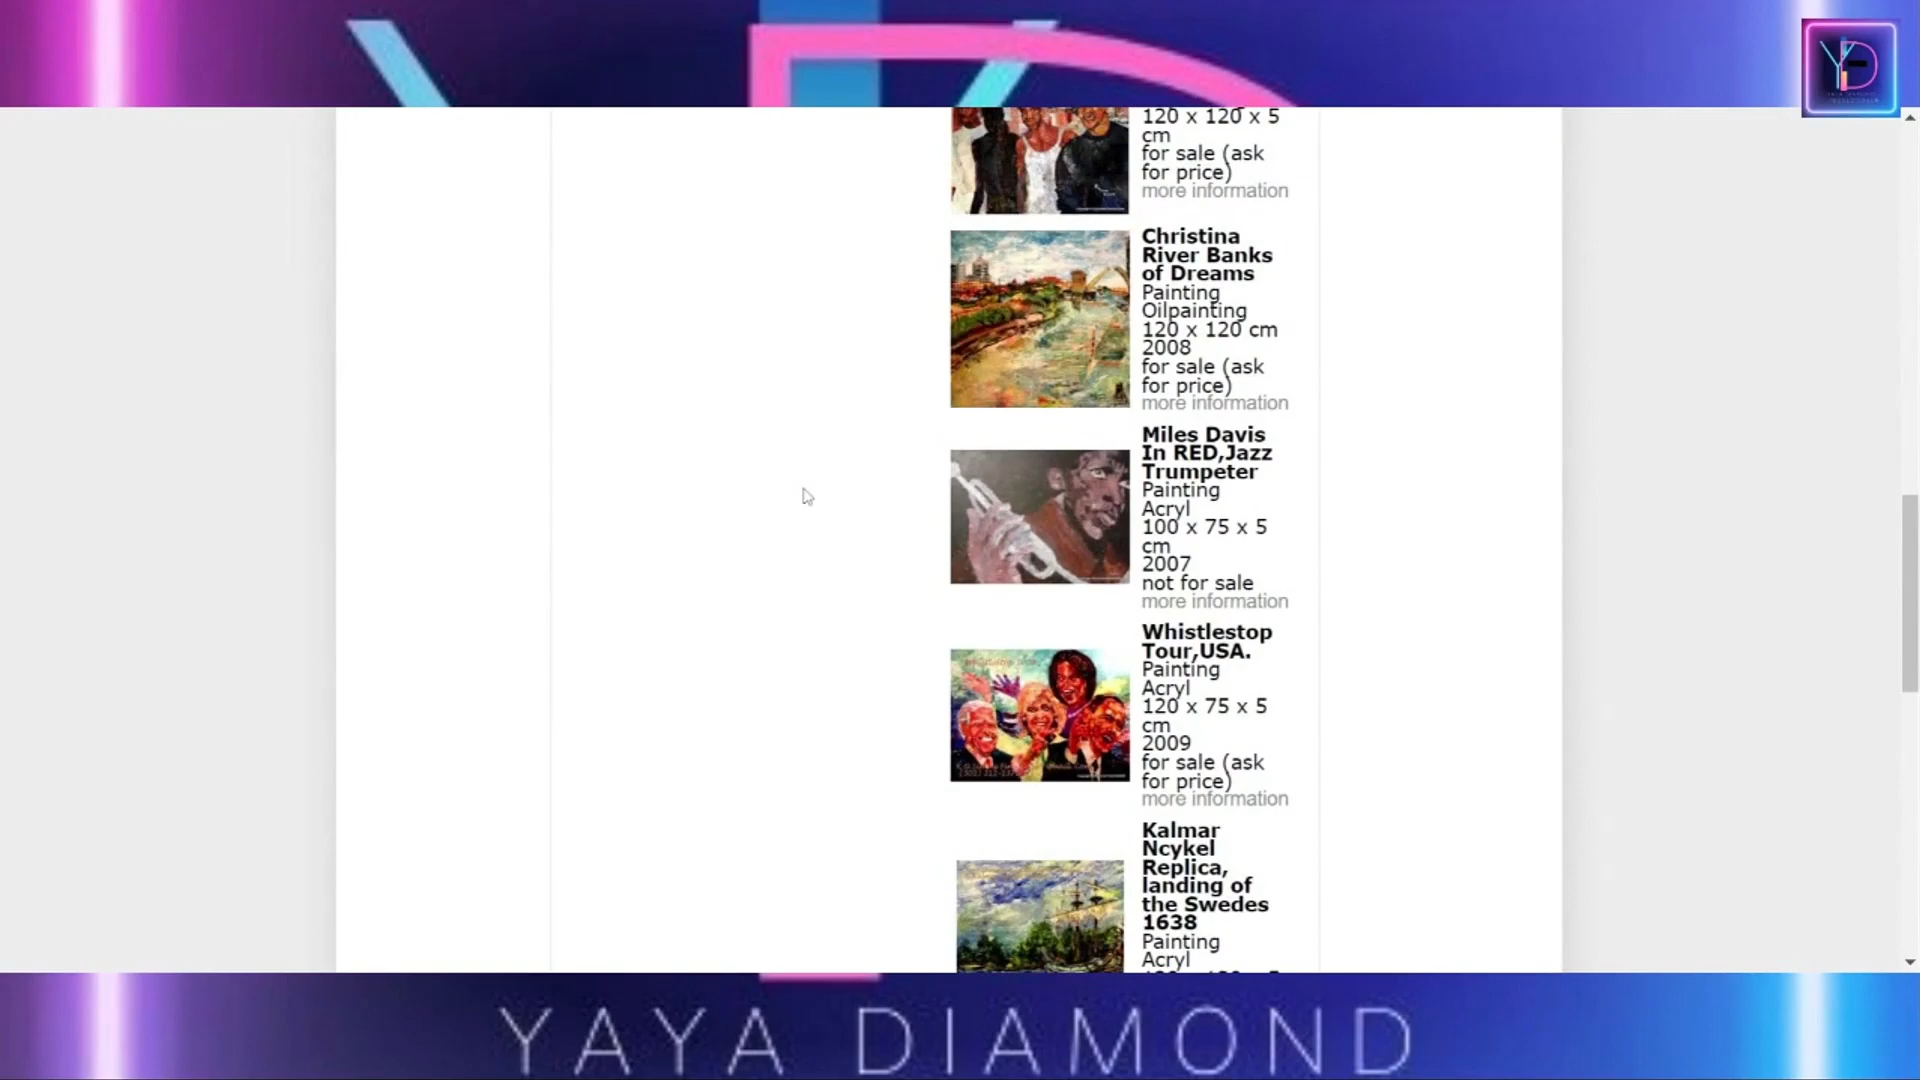 120 x 120 x 5
cm
for sale (ask
for price)
more information
Christina
River Banks
of Dreams
Painting
Oilpainting
120 x 120 cm
2008
for sale (ask
for price)
more information
Miles Davis
In RED,Jazz
Trumpeter
Painting
Acryl
100 x 75 x 5
cm
2007
not for sale
more information
Whistlestop
Tour,USA.
Painting
Acryl
120 x 75 x 5
cm
2009
for sale (ask
for price)
more information
Kalmar
Ncykel
Replica,
landing of
the Swedes
1638
Painting
Acryl
YAYA DIAMOND